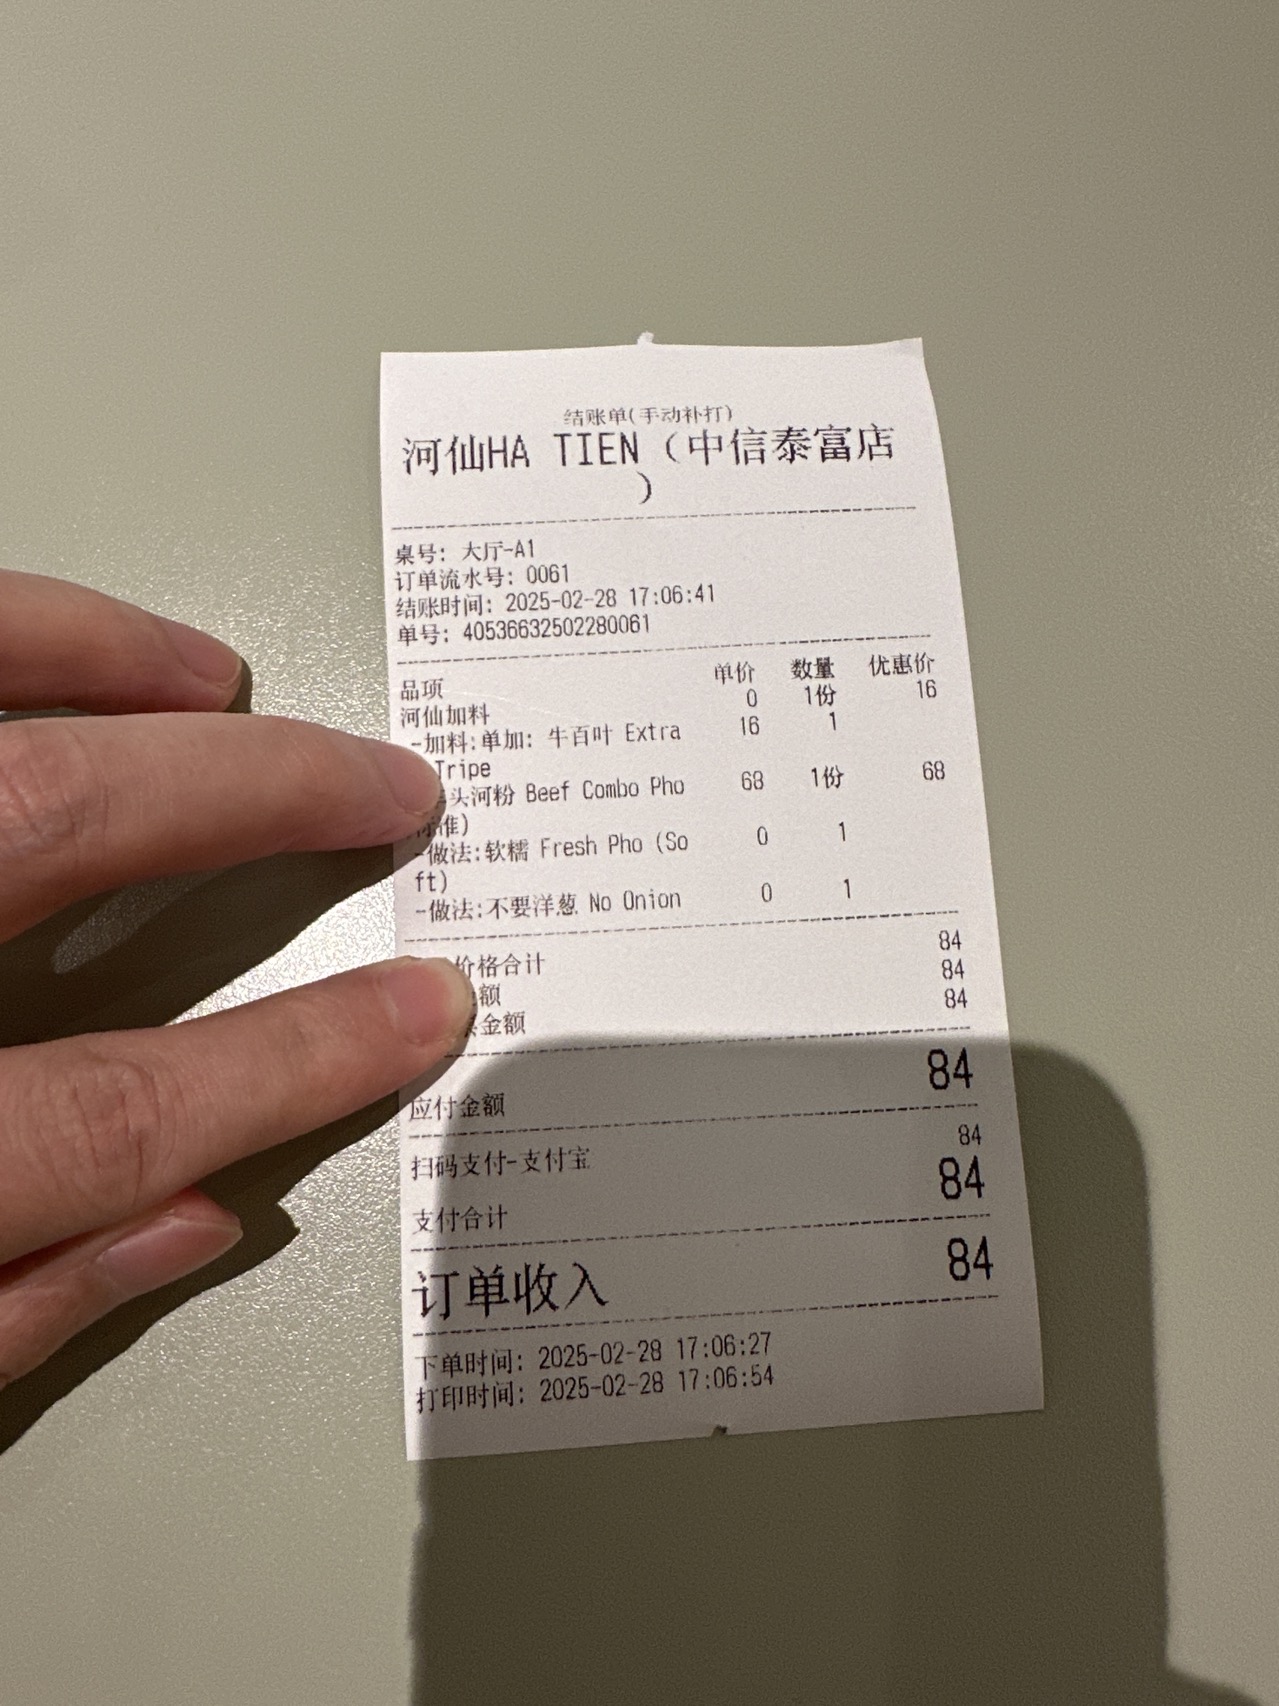 结账单(手动补打)
河仙HA TIEN（中信泰富店
）
桌号: 大厅-A1
订单流水号: 0061
结账时间: 2025-02-28 17:06:41
单号: 40536632502280061
品项 单价 数量 优惠价
河仙加料 0 1份 16
-加料:单加: 牛百叶 Extra 16 1
Tripe
头河粉 Beef Combo Pho 68 1份 68
准)
-做法:软糯 Fresh Pho (So 0 1
ft)
-做法:不要洋葱 No Onion 0 1
价格合计 84
额 84
金额 84
应付金额 84
扫码支付-支付宝 84
支付合计 84
订单收入 84
下单时间: 2025-02-28 17:06:27
打印时间: 2025-02-28 17:06:54